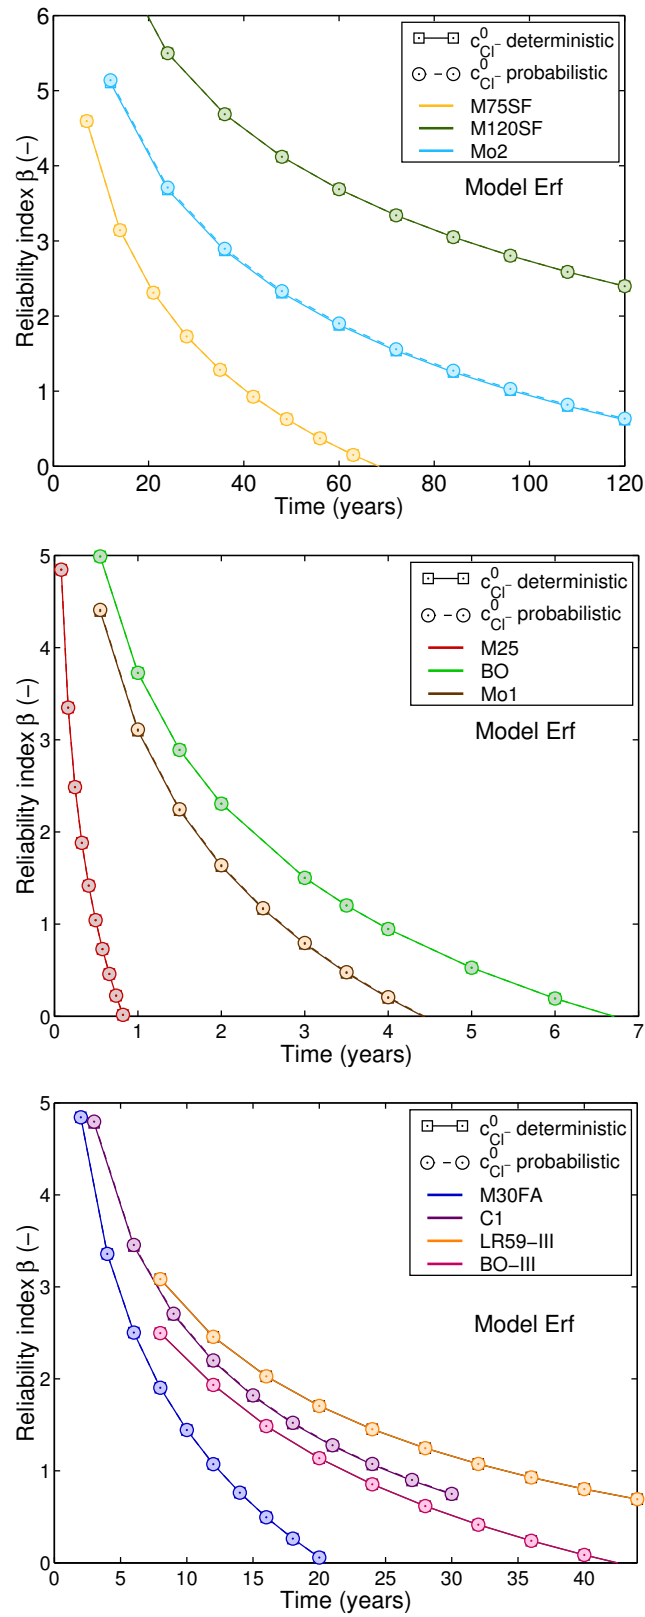 6
5
4
3
2
1
0
Reliability index β (−)
c⁰Cl⁻ deterministic
c⁰Cl⁻ probabilistic
M75SF
M120SF
Mo2
Model Erf
0 20 40 60 80 100 120
Time (years)
5
4
3
2
1
0
Reliability index β (−)
c⁰Cl⁻ deterministic
c⁰Cl⁻ probabilistic
M25
BO
Mo1
Model Erf
0 1 2 3 4 5 6 7
Time (years)
5
4
3
2
1
0
Reliability index β (−)
c⁰Cl⁻ deterministic
c⁰Cl⁻ probabilistic
M30FA
C1
LR59−III
BO−III
Model Erf
0 5 10 15 20 25 30 35 40
Time (years)